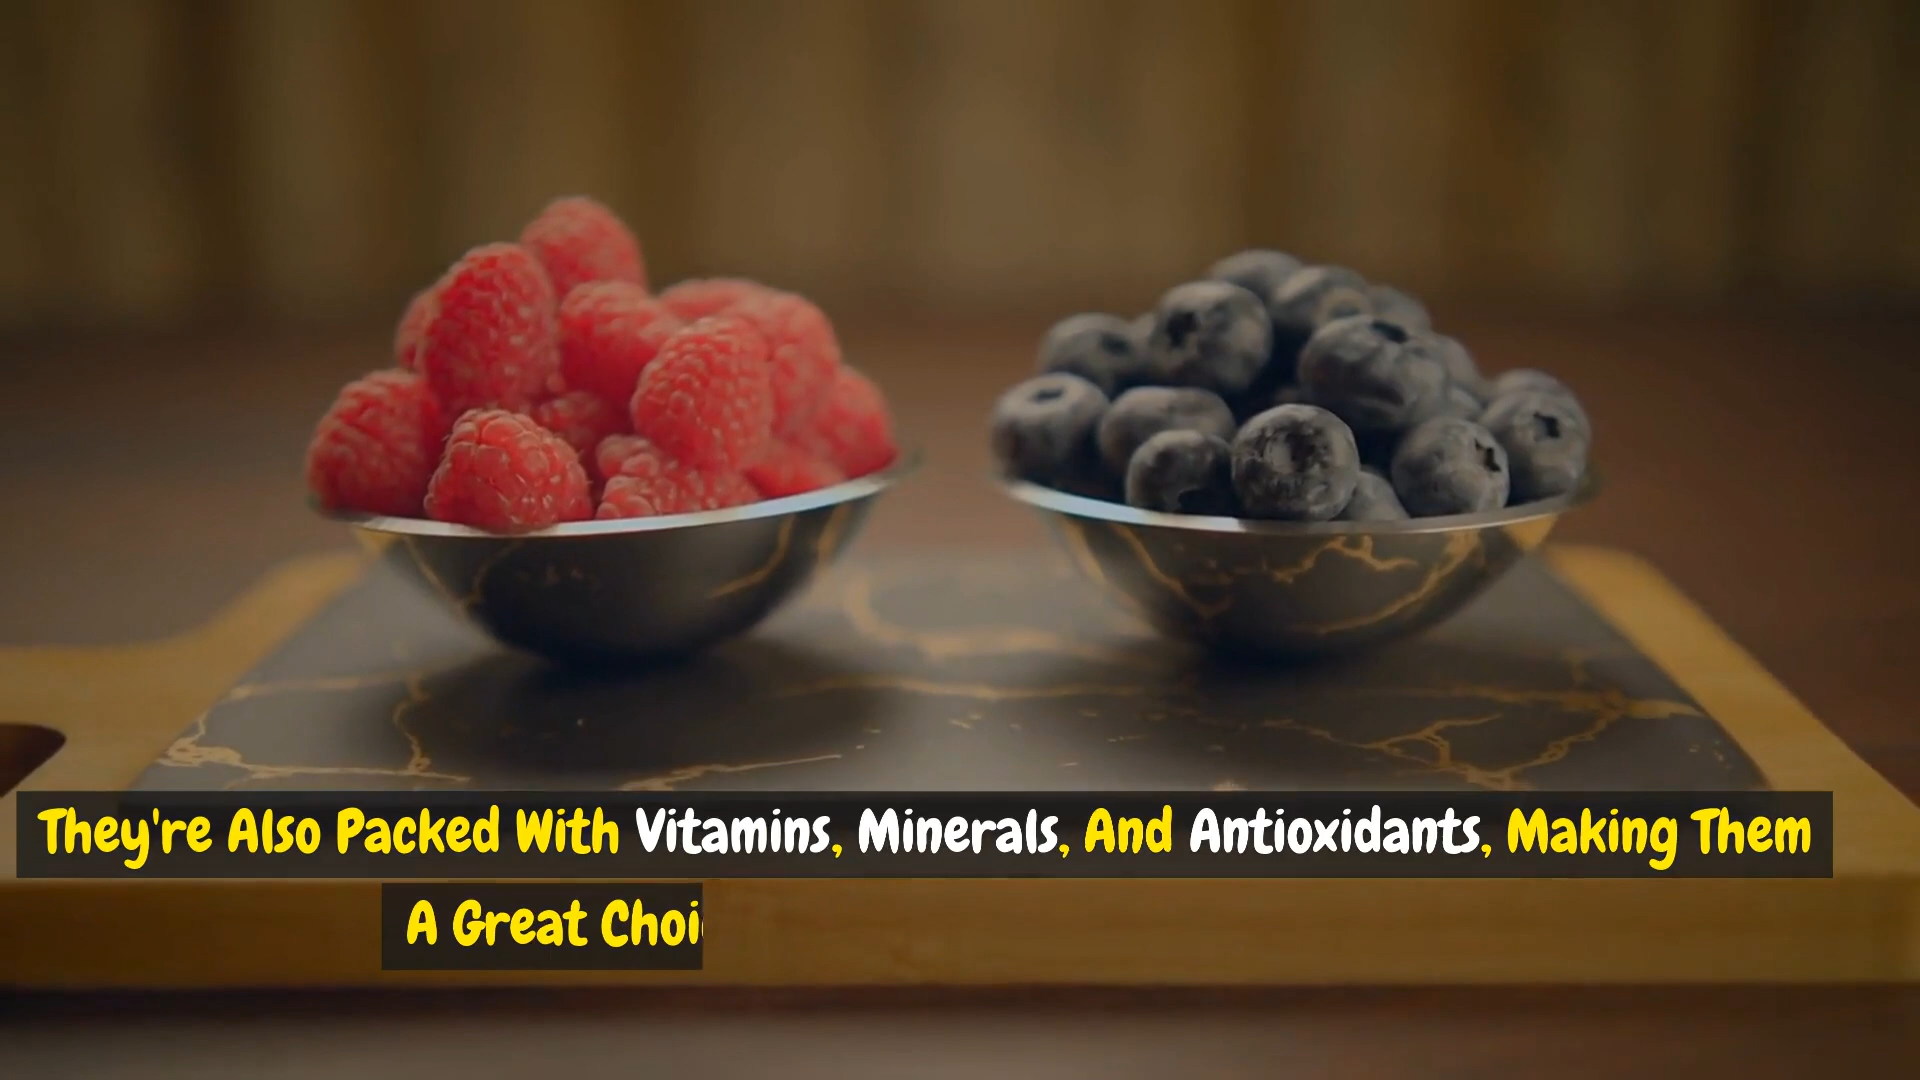 They're Also Packed With Vitamins, Minerals, And Antioxidants, Making Them
A Great